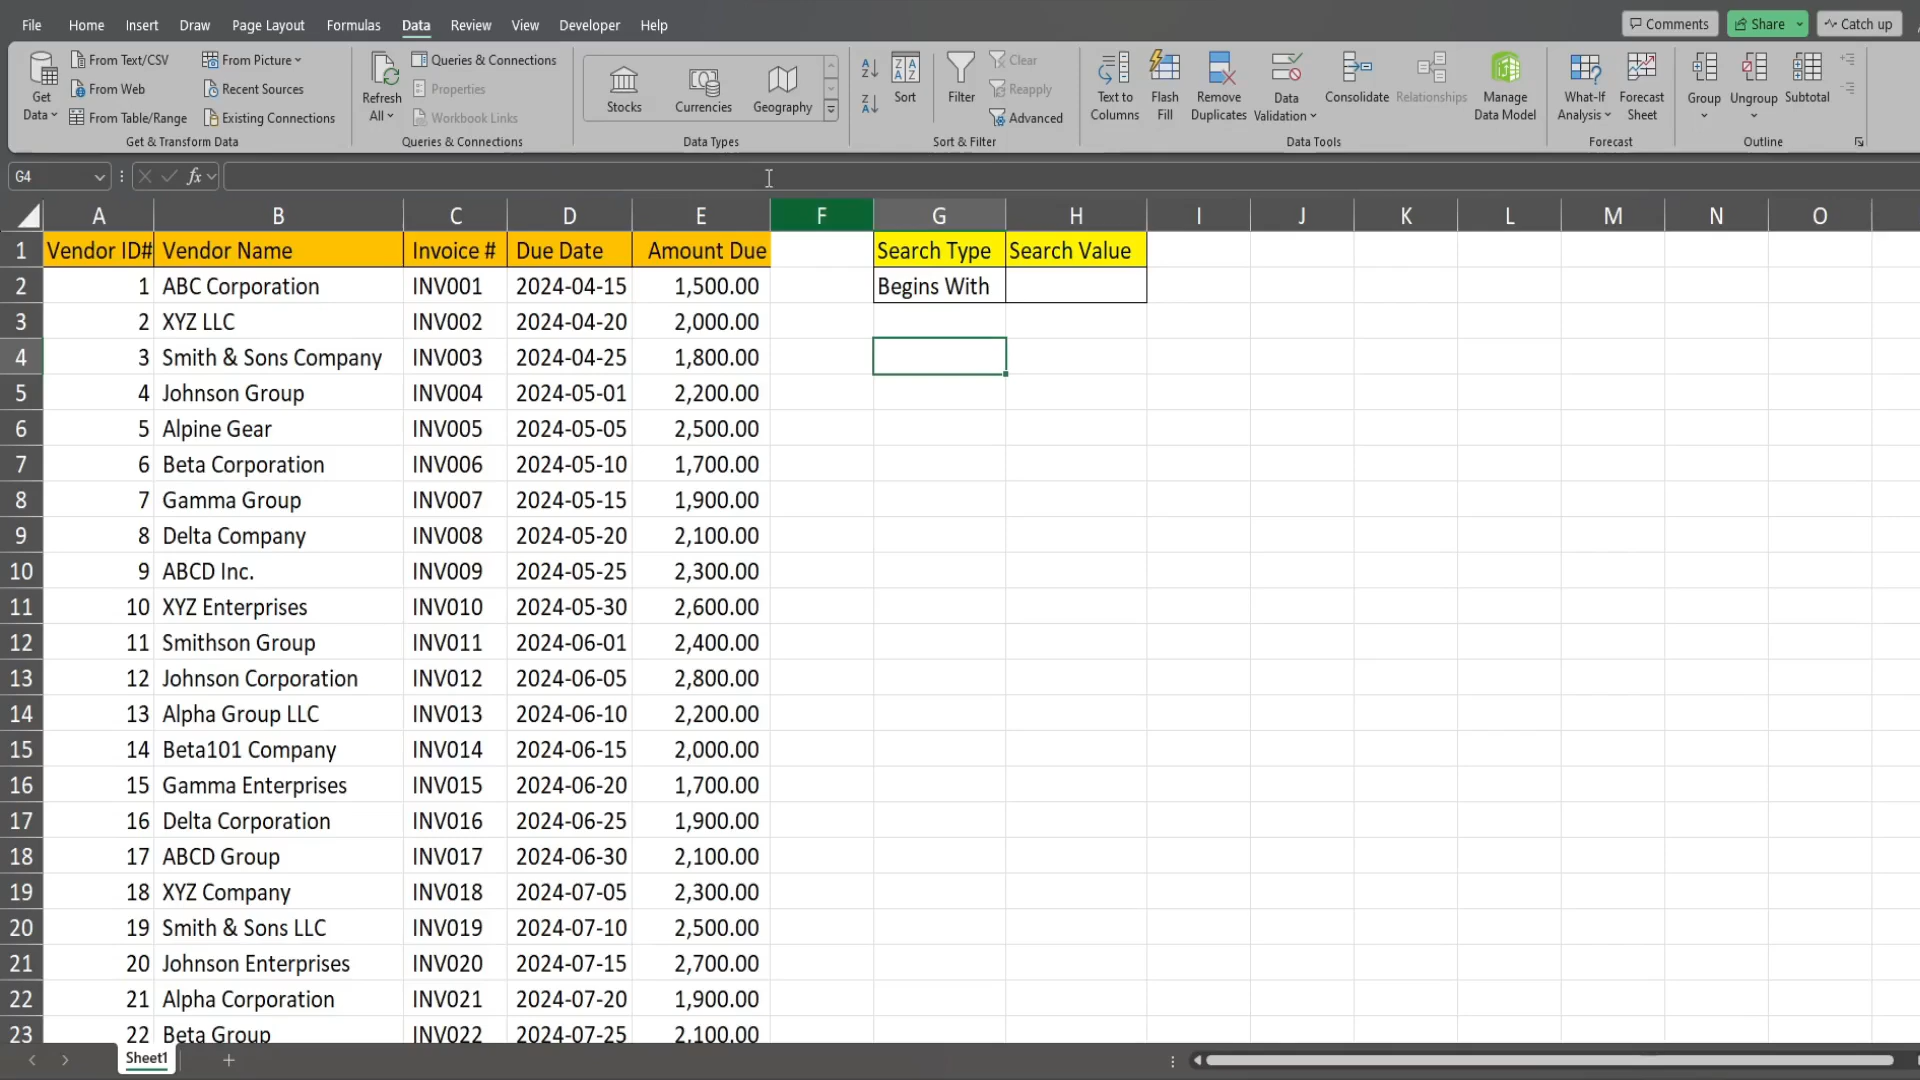 File Home Insert Draw Page Layout Formulas Data Review View Developer Help Comments Share Catch up
Get Data
From Text/CSV
From Web
From Table/Range
From Picture
Recent Sources
Existing Connections
Get & Transform Data
Refresh All
Queries & Connections
Properties
Workbook Links
Queries & Connections
Stocks
Currencies
Geography
Data Types
Sort
Filter
Clear
Reapply
Advanced
Sort & Filter
Text to Columns
Flash Fill
Remove Duplicates
Data Validation
Consolidate
Relationships
Manage Data Model
Data Tools
What-If Analysis
Forecast Sheet
Forecast
Group
Ungroup
Subtotal
Outline
G4 fx
A B C D E F G H I J K L M N O
1 Vendor ID# Vendor Name Invoice # Due Date Amount Due Search Type Search Value
2 1 ABC Corporation INV001 2024-04-15 1,500.00 Begins With
3 2 XYZ LLC INV002 2024-04-20 2,000.00
4 3 Smith & Sons Company INV003 2024-04-25 1,800.00
5 4 Johnson Group INV004 2024-05-01 2,200.00
6 5 Alpine Gear INV005 2024-05-05 2,500.00
7 6 Beta Corporation INV006 2024-05-10 1,700.00
8 7 Gamma Group INV007 2024-05-15 1,900.00
9 8 Delta Company INV008 2024-05-20 2,100.00
10 9 ABCD Inc. INV009 2024-05-25 2,300.00
11 10 XYZ Enterprises INV010 2024-05-30 2,600.00
12 11 Smithson Group INV011 2024-06-01 2,400.00
13 12 Johnson Corporation INV012 2024-06-05 2,800.00
14 13 Alpha Group LLC INV013 2024-06-10 2,200.00
15 14 Beta101 Company INV014 2024-06-15 2,000.00
16 15 Gamma Enterprises INV015 2024-06-20 1,700.00
17 16 Delta Corporation INV016 2024-06-25 1,900.00
18 17 ABCD Group INV017 2024-06-30 2,100.00
19 18 XYZ Company INV018 2024-07-05 2,300.00
20 19 Smith & Sons LLC INV019 2024-07-10 2,500.00
21 20 Johnson Enterprises INV020 2024-07-15 2,700.00
22 21 Alpha Corporation INV021 2024-07-20 1,900.00
23 22 Beta Group INV022 2024-07-25 2,100.00
Sheet1